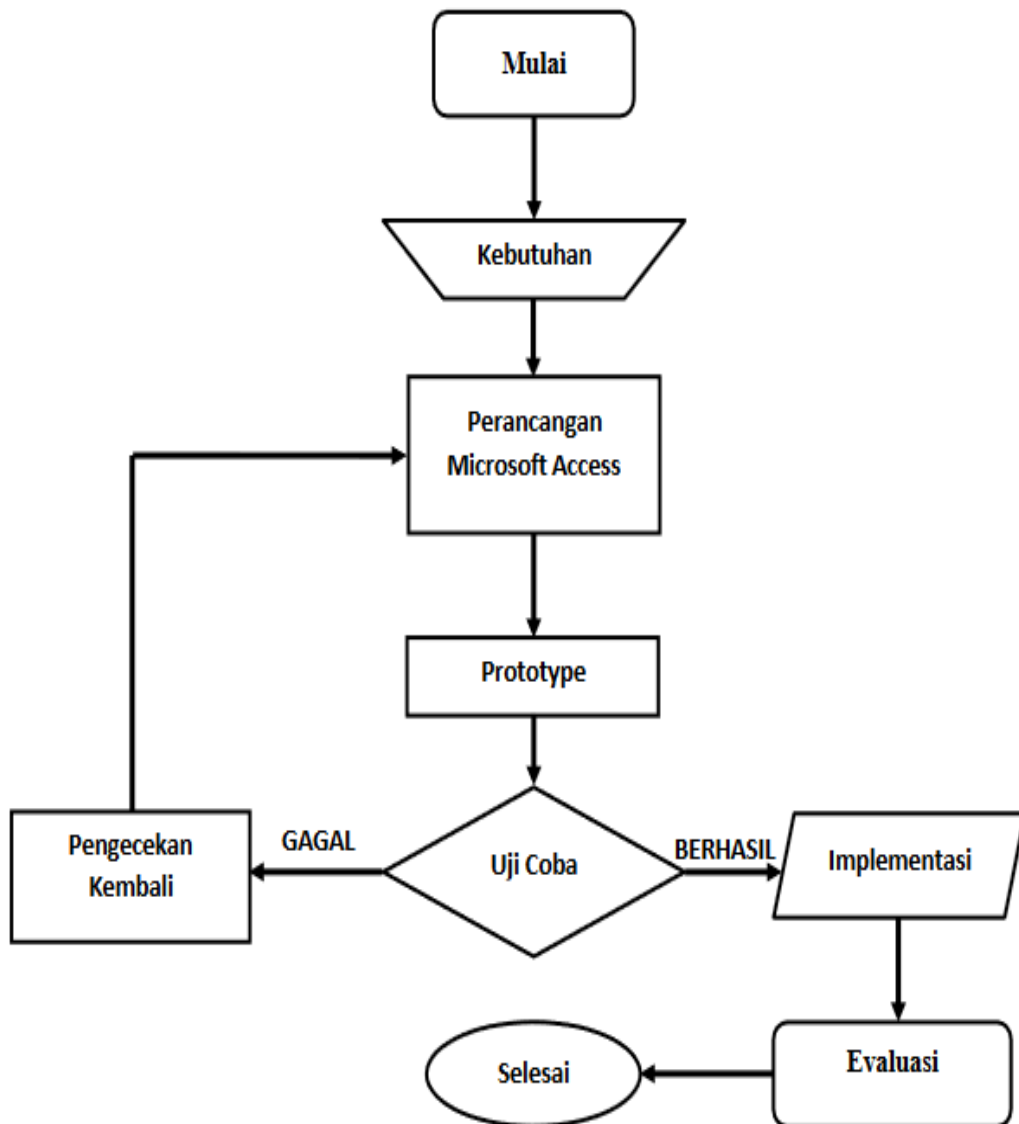 Mulai
Kebutuhan
Perancangan
Microsoft Access
Prototype
Uji Coba
GAGAL
Pengecekan
Kembali
BERHASIL
Implementasi
Evaluasi
Selesai